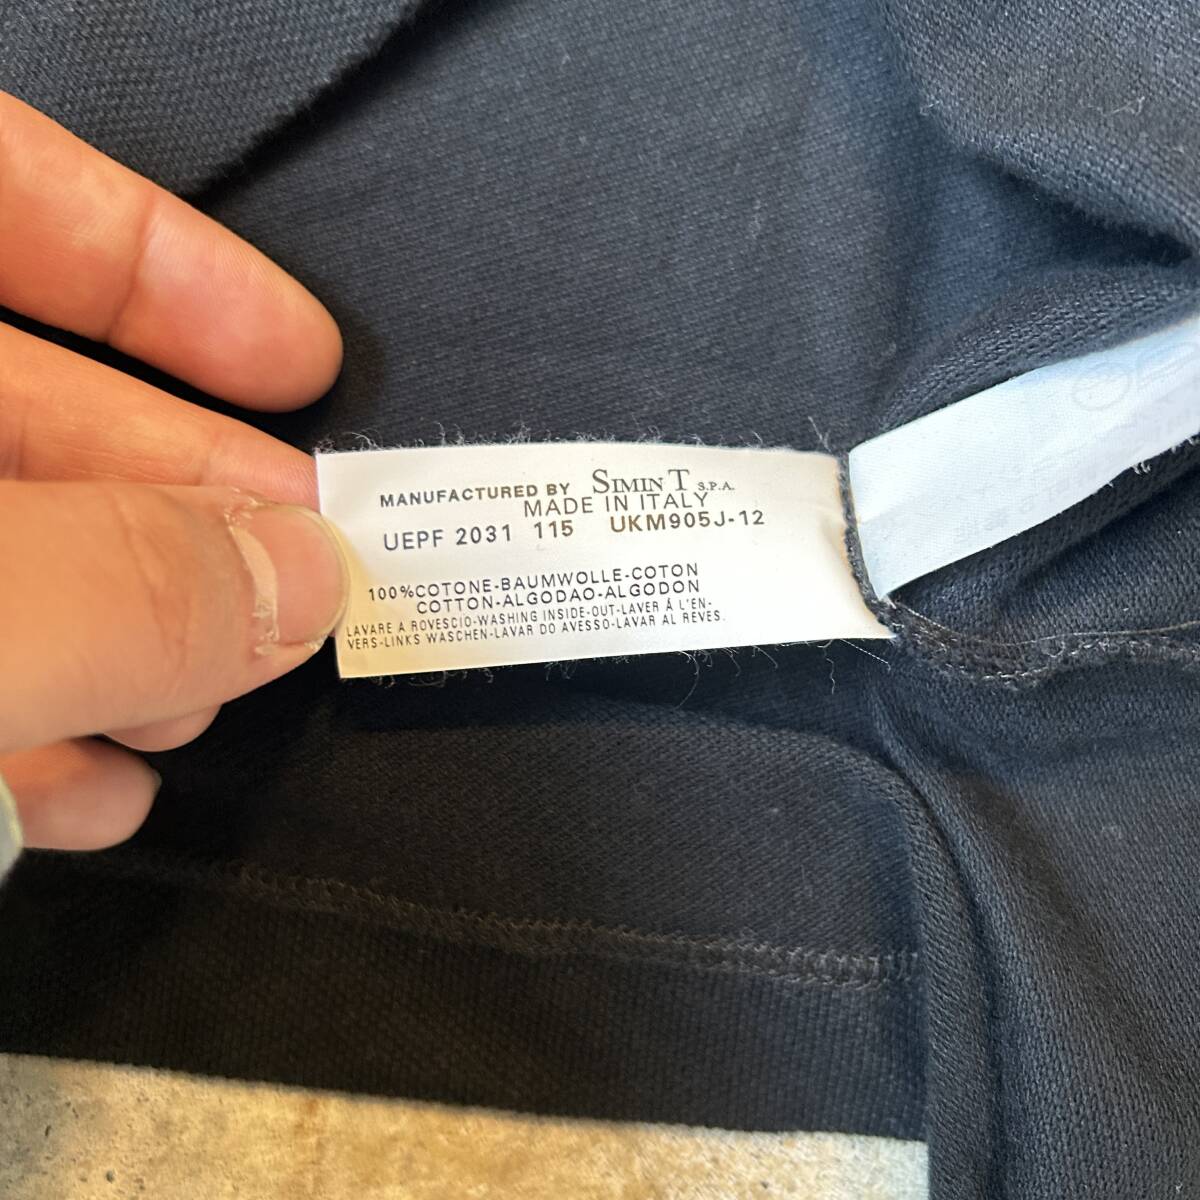 MANUFACTURED BY SIMIN T S.P.A.
MADE IN ITALY
UEPF 2031 115 UKM905J-12
100%COTONE-BAUMWOLLE-COTON
COTTON-ALGODAO-ALGODON
LAVARE A ROVESCIO-WASHING INSIDE-OUT-LAVER À L'EN-
VERS-LINKS WASCHEN-LAVAR DO AVESSO-LAVAR AL REVES.